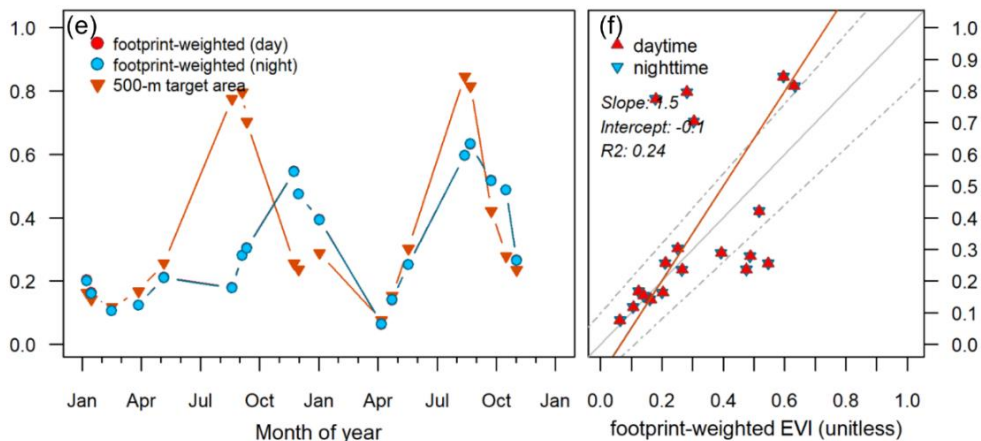 (e)
footprint-weighted (day)
footprint-weighted (night)
500-m target area
1.0
0.8
0.6
0.4
0.2
0.0
Jan Apr Jul Oct Jan Apr Jul Oct Jan
Month of year
(f)
daytime
nighttime
Slope: 1.5
Intercept: -0.1
R2: 0.24
1.0
0.9
0.8
0.7
0.6
0.5
0.4
0.3
0.2
0.1
0.0
0.0 0.2 0.4 0.6 0.8 1.0
footprint-weighted EVI (unitless)